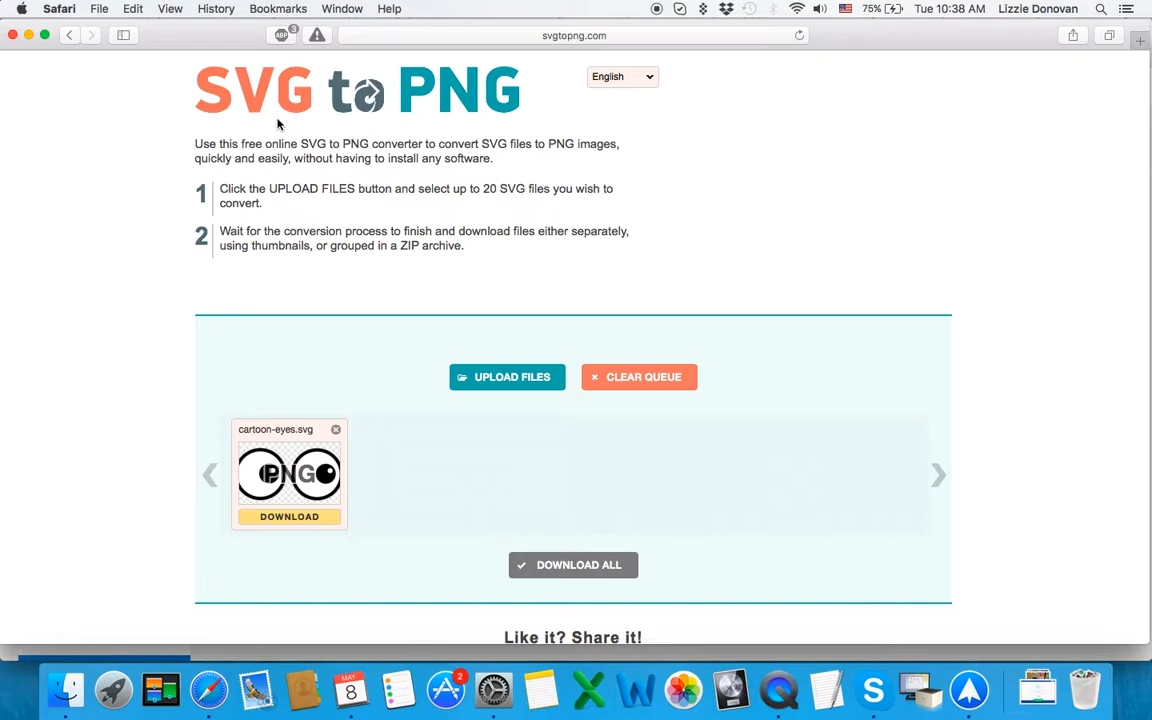 Safari File Edit View History Bookmarks Window Help 75% Tue 10:38 AM Lizzie Donovan
ABP 3 svgtopng.com
SVG to PNG English
Use this free online SVG to PNG converter to convert SVG files to PNG images,
quickly and easily, without having to install any software.
1 Click the UPLOAD FILES button and select up to 20 SVG files you wish to
convert.
2 Wait for the conversion process to finish and download files either separately,
using thumbnails, or grouped in a ZIP archive.
UPLOAD FILES CLEAR QUEUE
cartoon-eyes.svg
PNG
DOWNLOAD
DOWNLOAD ALL
Like it? Share it!
MAY 8 2